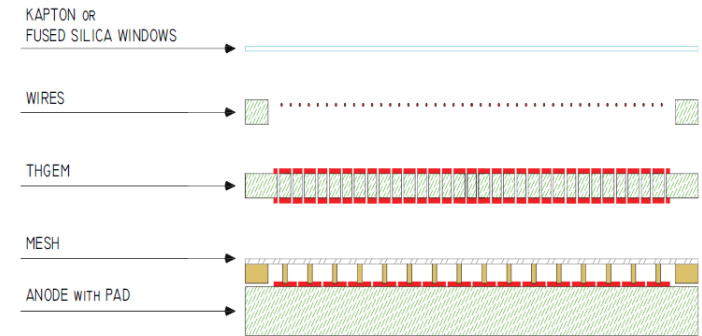 KAPTON OR
FUSED SILICA WINDOWS
WIRES
THGEM
MESH
ANODE WITH PAD